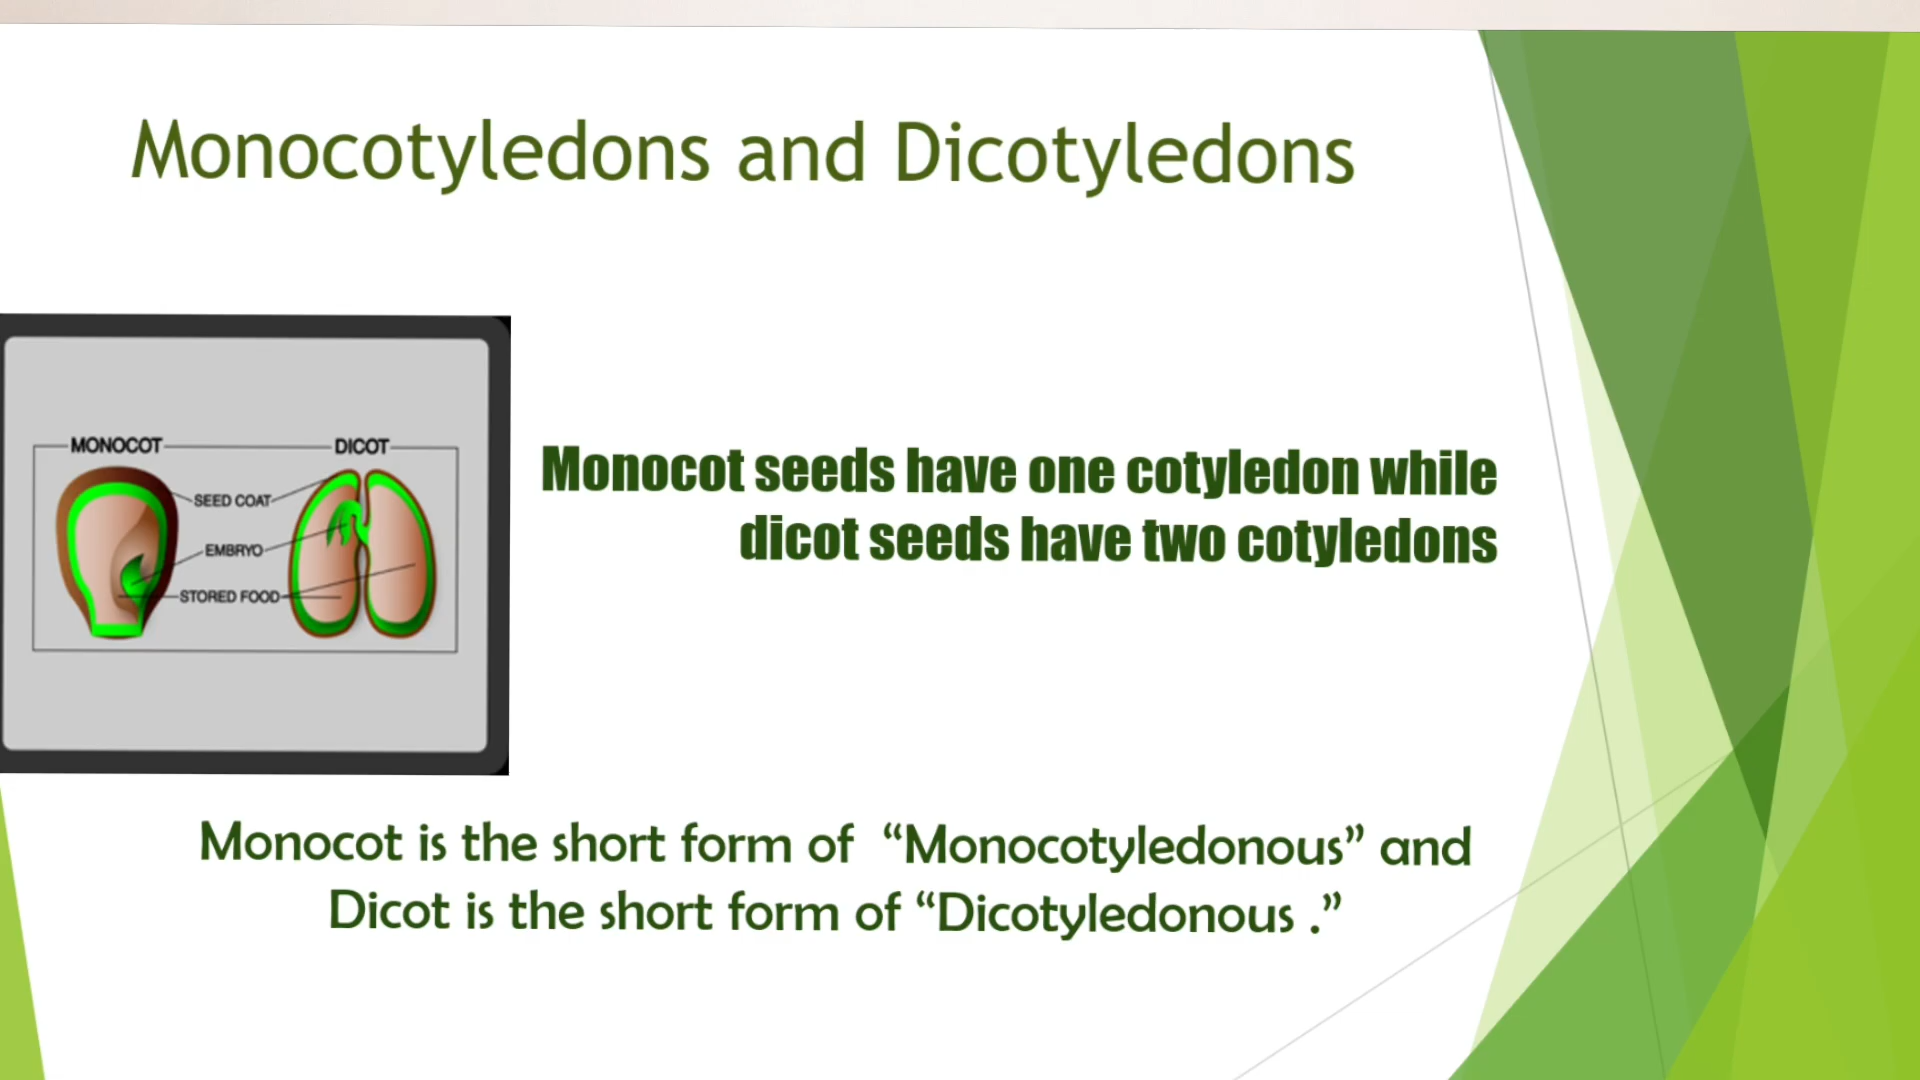 Monocotyledons and Dicotyledons
MONOCOT
DICOT
SEED COAT
EMBRYO
STORED FOOD
Monocot seeds have one cotyledon while
dicot seeds have two cotyledons
Monocot is the short form of “Monocotyledonous” and
Dicot is the short form of “Dicotyledonous .”